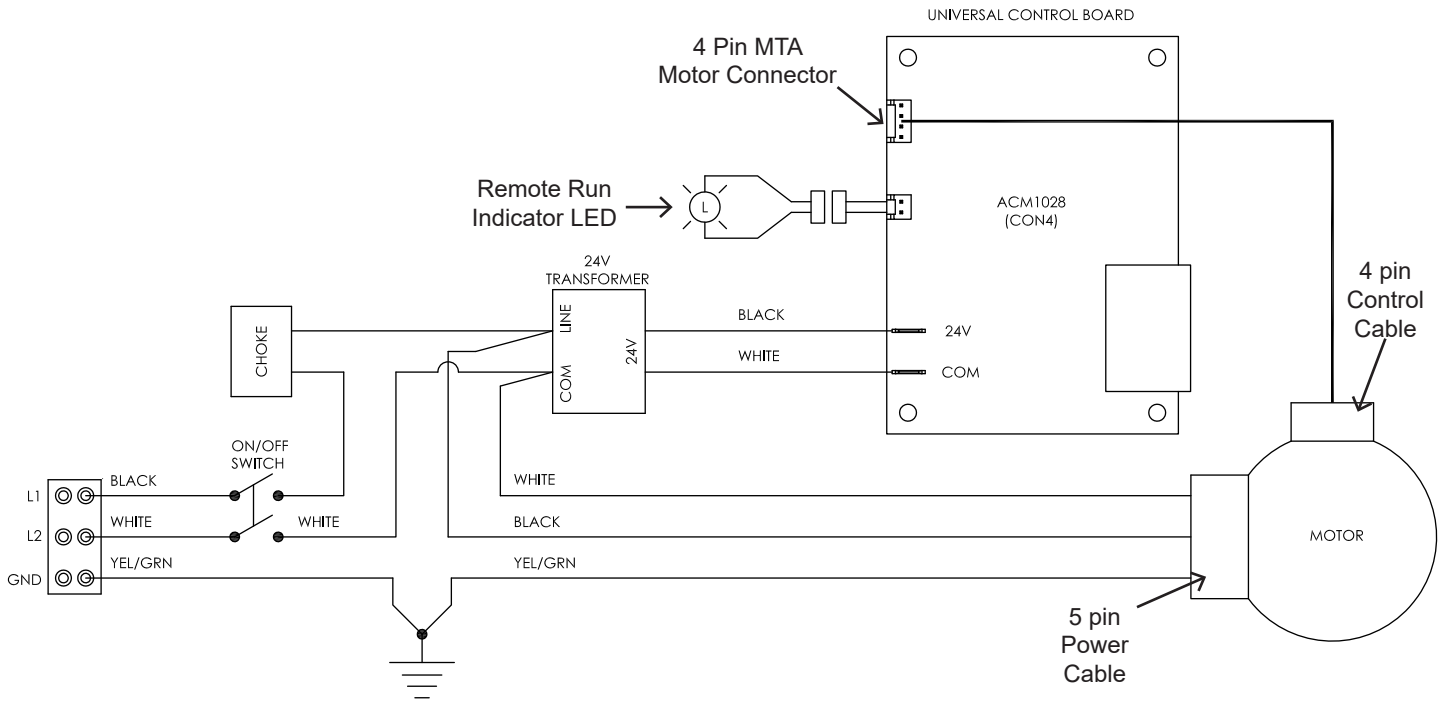 UNIVERSAL CONTROL BOARD
4 Pin MTA
Motor Connector
Remote Run
Indicator LED
L
ACM1028
(CON4)
24V
TRANSFORMER
LINE
COM
24V
CHOKE
BLACK
24V
WHITE
COM
4 pin
Control
Cable
ON/OFF
SWITCH
L1
BLACK
WHITE
L2
WHITE
WHITE
BLACK
GND
YEL/GRN
YEL/GRN
MOTOR
5 pin
Power
Cable